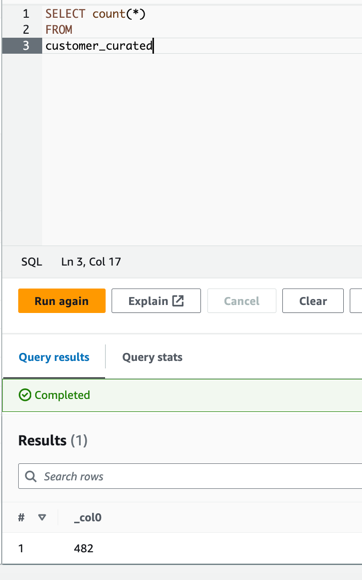 1 SELECT count(*)
2 FROM
3 customer_curated
SQL Ln 3, Col 17
Run again Explain Cancel Clear
Query results Query stats
Completed
Results (1)
Search rows
# _col0
1 482